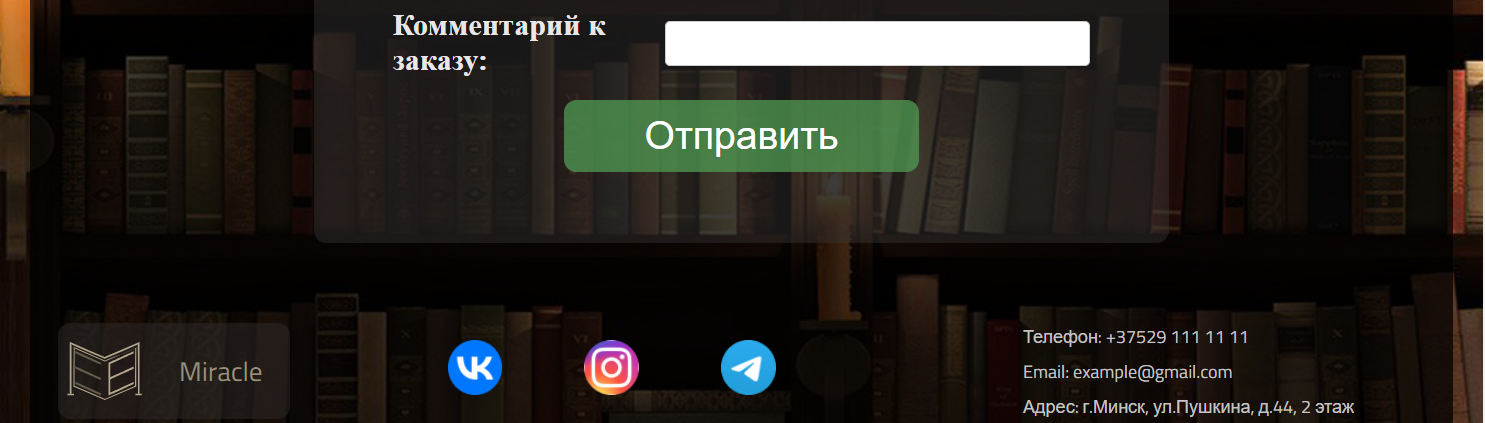 Комментарий к
заказу:
Отправить
Miracle
Телефон: +37529 111 11 11
Email: example@gmail.com
Адрес: г.Минск, ул.Пушкина, д.44, 2 этаж